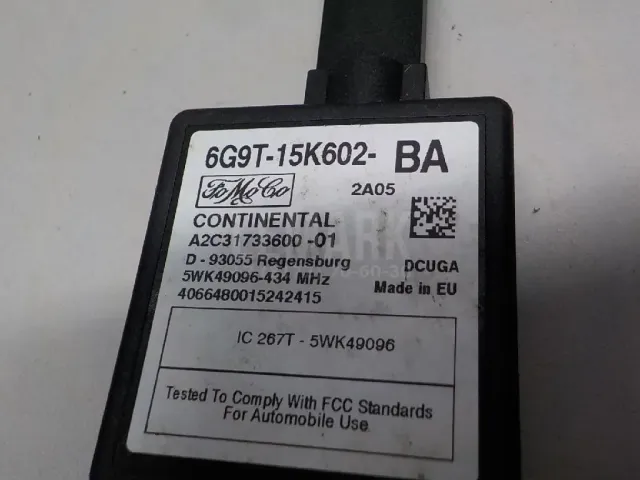 6G9T-15K602- BA
FoMoCo
2A05
CONTINENTAL
A2C31733600 -01
D - 93055 Regensburg
DCUGA
5WK49096-434 MHz
Made in EU
4066480015242415
IC 267T - 5WK49096
Tested To Comply With FCC Standards
For Automobile Use